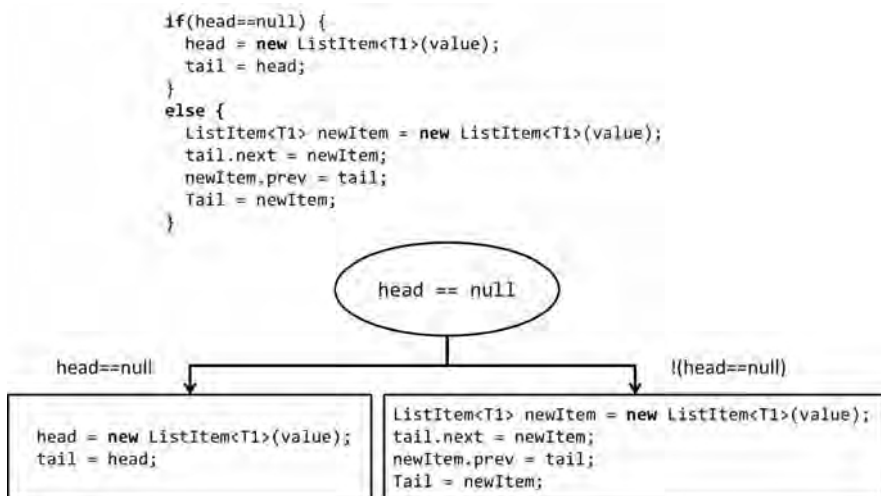 if(head==null) {
head = new ListItem<T1>(value);
tail = head;
}
else {
ListItem<T1> newItem = new ListItem<T1>(value);
tail.next = newItem;
newItem.prev = tail;
Tail = newItem;
}
head == null
head==null
!(head==null)
head = new ListItem<T1>(value);
tail = head;
ListItem<T1> newItem = new ListItem<T1>(value);
tail.next = newItem;
newItem.prev = tail;
Tail = newItem;